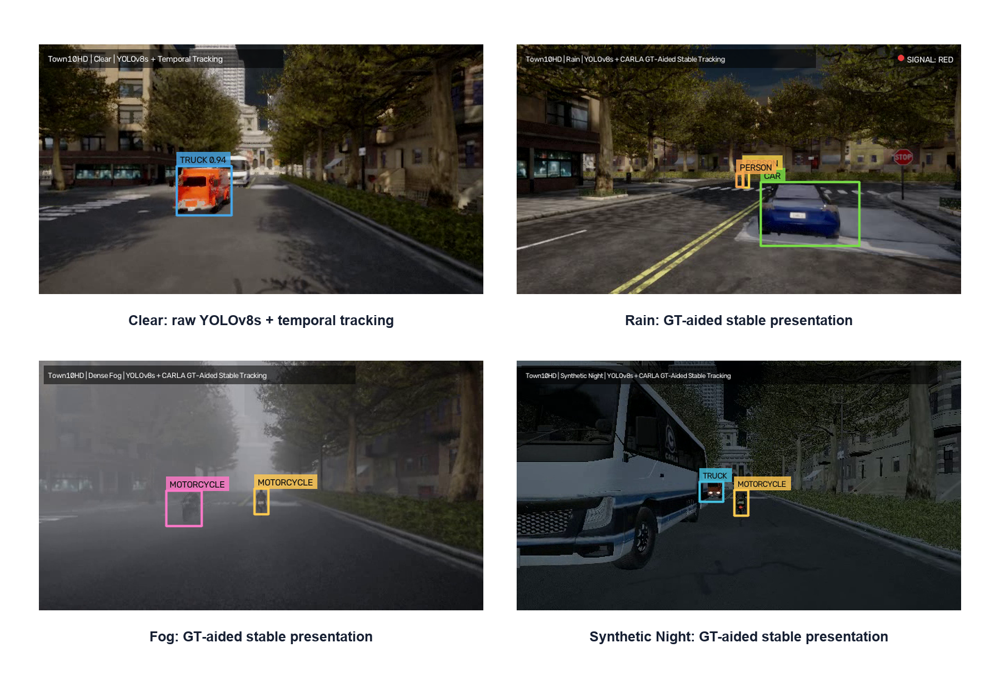 Town10HD | Clear | YOLOv8s + Temporal Tracking
TRUCK 0.94
Clear: raw YOLOv8s + temporal tracking
Town10HD | Rain | YOLOv8s + CARLA GT-Aided Stable Tracking
SIGNAL: RED
PERSON
PERSON
CAR
STOP
Rain: GT-aided stable presentation
Town10HD | Dense Fog | YOLOv8s + CARLA GT-Aided Stable Tracking
MOTORCYCLE
MOTORCYCLE
Fog: GT-aided stable presentation
Town10HD | Synthetic Night | YOLOv8s + CARLA GT-Aided Stable Tracking
CARLA
TRUCK
MOTORCYCLE
Synthetic Night: GT-aided stable presentation